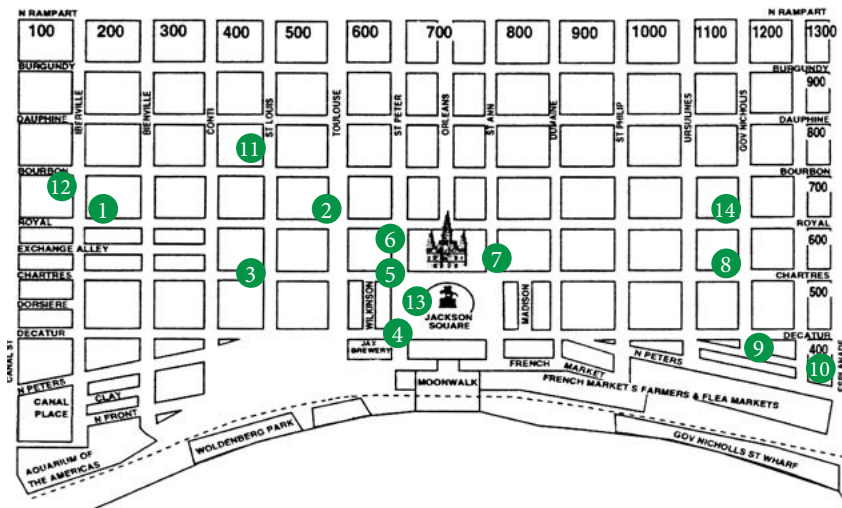 N RAMPART
N RAMPART
100
200
300
400
500
600
700
800
900
1000
1100
1200
1300
BURGUNDY
BURGUNDY
900
IBERVILLE
BIENVILLE
CONTI
ST LOUIS
TOULOUSE
ST PETER
ORLEANS
ST ANN
DUMAINE
ST PHILIP
URSULINES
GOV NICHOLLS
DAUPHINE
DAUPHINE
800
11
BOURBON
BOURBON
12
700
1
2
14
ROYAL
ROYAL
6
600
EXCHANGE ALLEY
7
8
CHARTRES
3
5
CHARTRES
500
DORSIERE
WILKINSON
13
JACKSON
SQUARE
MADISON
DECATUR
4
DECATUR
CANAL ST
JAX
BREWERY
FRENCH
MARKET
N PETERS
9
400
10
ESPLANADE
N PETERS
CLAY
N FRONT
CANAL
PLACE
MOONWALK
FRENCH MARKET S FARMERS & FLEA MARKETS
WOLDENBERG PARK
GOV NICHOLLS ST WHARF
AQUARIUM OF
THE AMERICAS